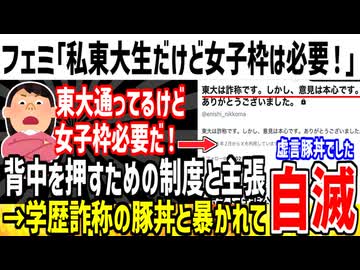 フェミ「私東大生だけど女子枠は必要！」
東大通ってるけど
女子枠必要だ！
東大は詐称です。しかし、意見は本心です。
ありがとうございました。
@enishi_nikkoma
東大は詐称です。しかし、意見は本心です。
ありがとうございました。
虚言豚丼でした
背中を押すための制度と主張
→学歴詐称の豚丼と暴かれて
自滅